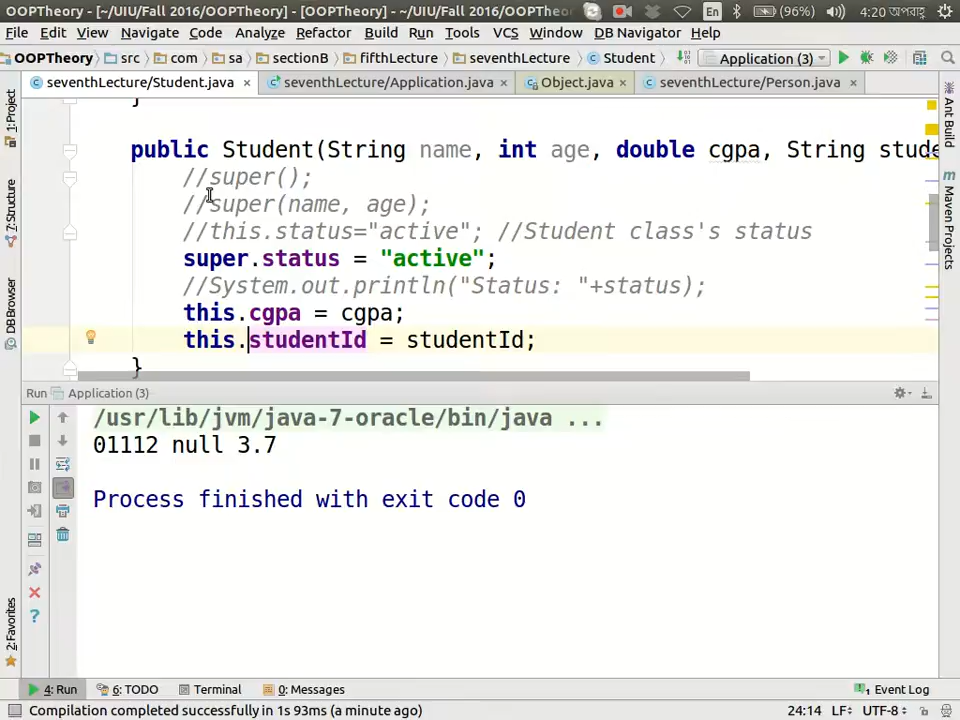 OOPTheory - [~/UIU/Fall 2016/OOPTheory] - [OOPTheory] - ~/UIU/Fall 2016/OOPTheory/src/com
En
(96%)
4:20 অপরাহ্ণ
File Edit View Navigate Code Analyze Refactor Build Run Tools VCS Window DB Navigator Help
OOPTheory src com sa sectionB fifthLecture seventhLecture Student Application (3)
seventhLecture/Student.java × seventhLecture/Application.java × Object.java × seventhLecture/Person.java ×
1: Project
7: Structure
DB Browser
2: Favorites
Ant Build
m Maven Projects
}
public Student(String name, int age, double cgpa, String stude
//super();
//super(name, age);
//this.status="active"; //Student class's status
super.status = "active";
//System.out.println("Status: "+status);
this.cgpa = cgpa;
this.studentId = studentId;
}
Run Application (3)
/usr/lib/jvm/java-7-oracle/bin/java ...
01112 null 3.7
Process finished with exit code 0
4: Run 6: TODO Terminal 0: Messages 1 Event Log
Compilation completed successfully in 1s 93ms (a minute ago) 24:14 LF÷ UTF-8÷